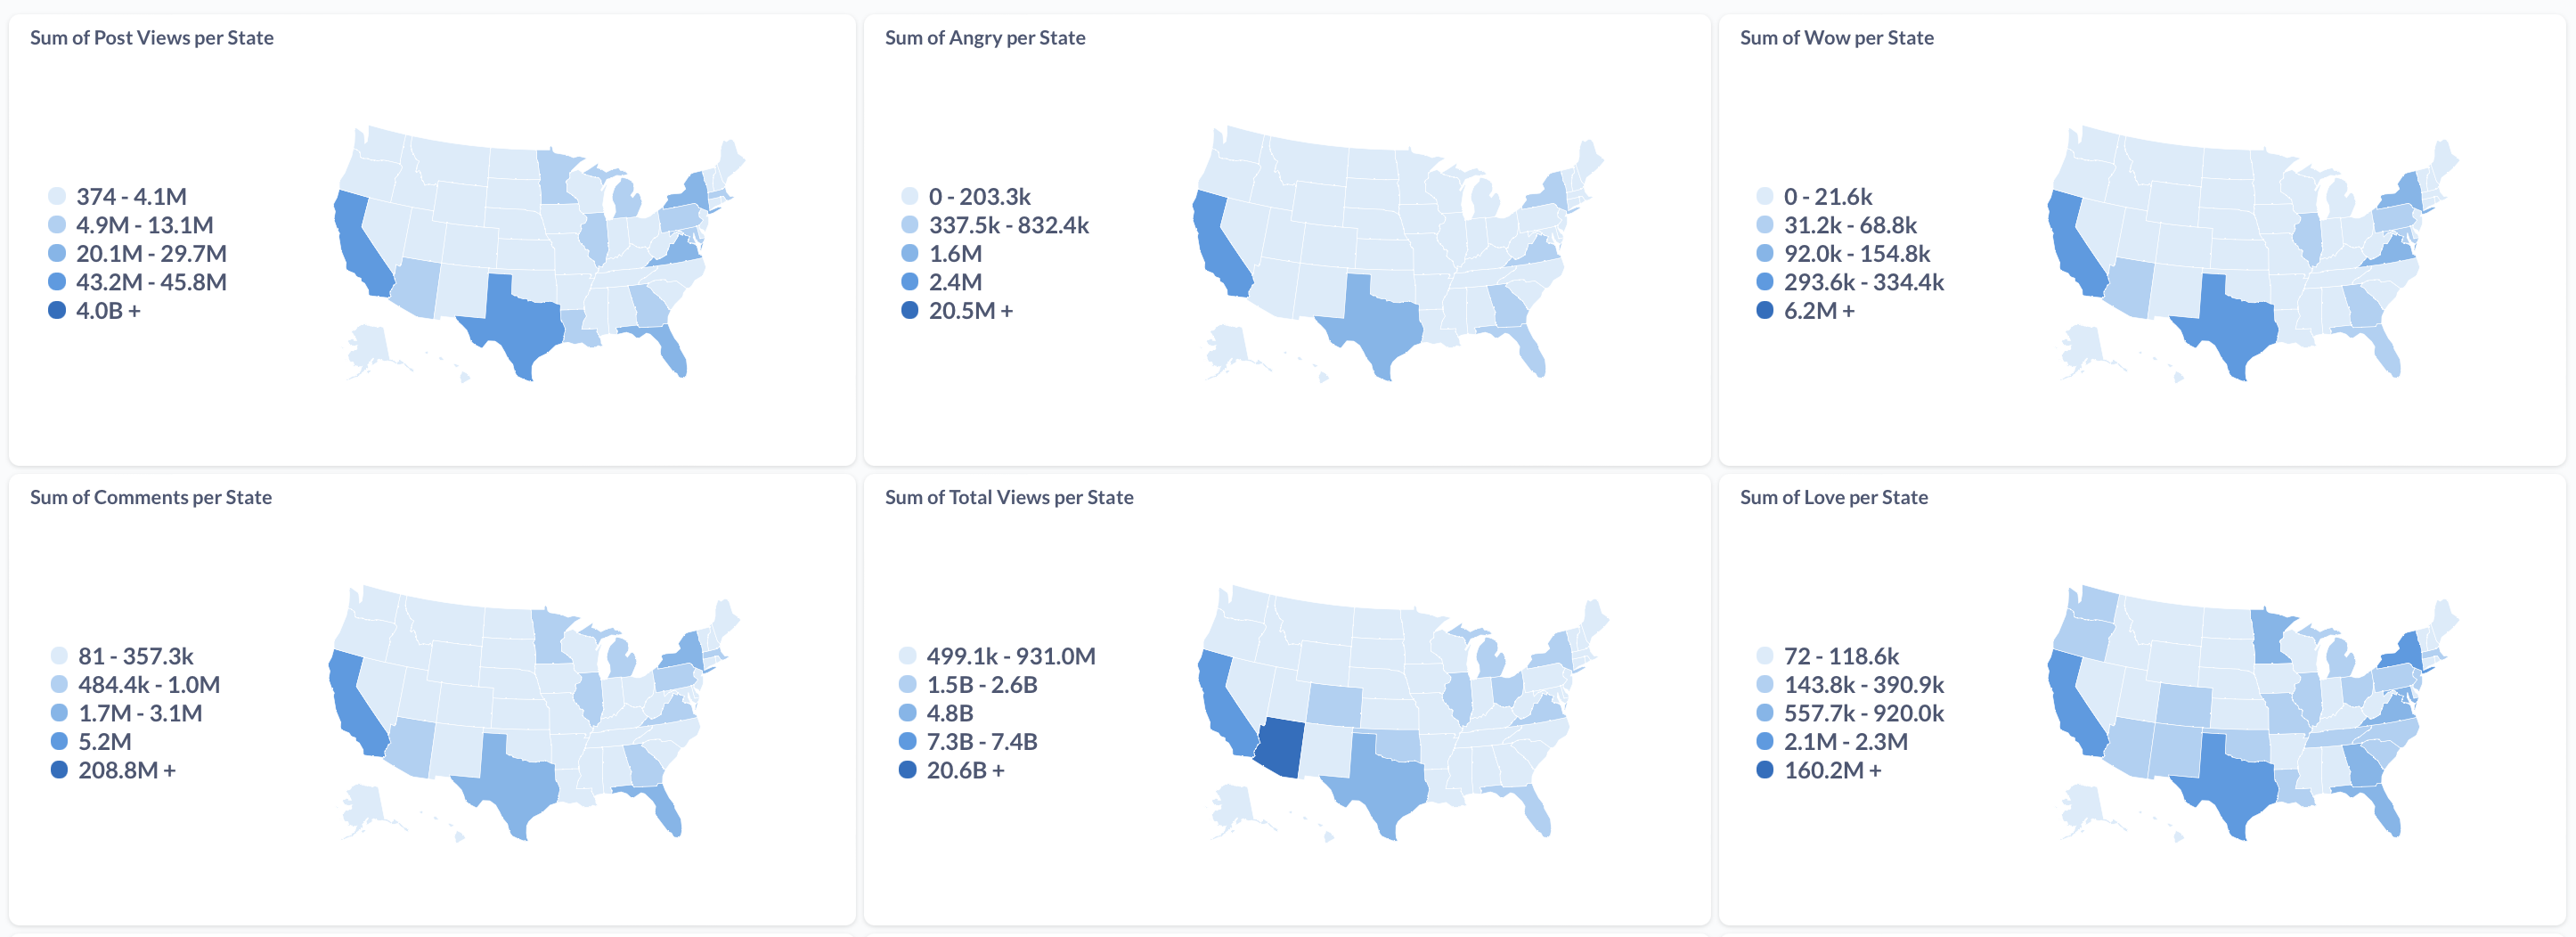 Sum of Post Views per State
374 - 4.1M
4.9M - 13.1M
20.1M - 29.7M
43.2M - 45.8M
4.0B +
Sum of Angry per State
0 - 203.3k
337.5k - 832.4k
1.6M
2.4M
20.5M +
Sum of Wow per State
0 - 21.6k
31.2k - 68.8k
92.0k - 154.8k
293.6k - 334.4k
6.2M +
Sum of Comments per State
81 - 357.3k
484.4k - 1.0M
1.7M - 3.1M
5.2M
208.8M +
Sum of Total Views per State
499.1k - 931.0M
1.5B - 2.6B
4.8B
7.3B - 7.4B
20.6B +
Sum of Love per State
72 - 118.6k
143.8k - 390.9k
557.7k - 920.0k
2.1M - 2.3M
160.2M +